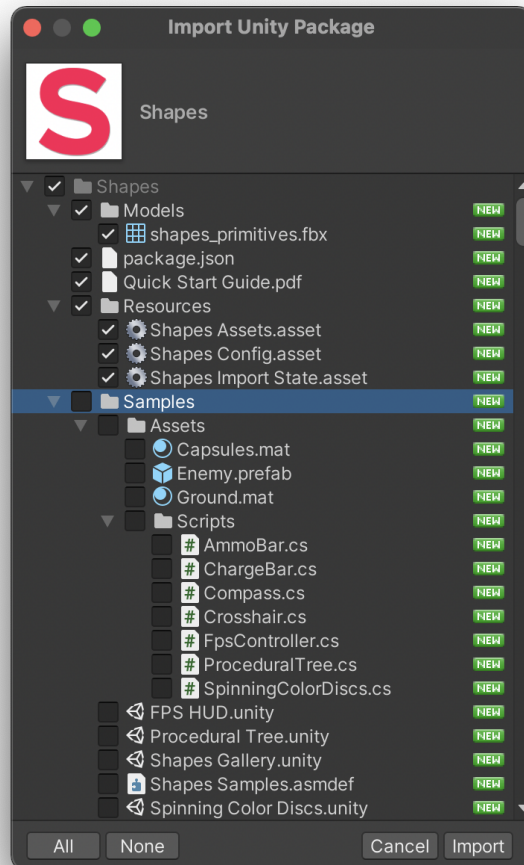 Import Unity Package
S
Shapes
Shapes
Models NEW
shapes_primitives.fbx NEW
package.json NEW
Quick Start Guide.pdf NEW
Resources NEW
Shapes Assets.asset NEW
Shapes Config.asset NEW
Shapes Import State.asset NEW
Samples NEW
Assets NEW
Capsules.mat NEW
Enemy.prefab NEW
Ground.mat NEW
Scripts NEW
# AmmoBar.cs NEW
# ChargeBar.cs NEW
# Compass.cs NEW
# Crosshair.cs NEW
# FpsController.cs NEW
# ProceduralTree.cs NEW
# SpinningColorDiscs.cs NEW
FPS HUD.unity NEW
Procedural Tree.unity NEW
Shapes Gallery.unity NEW
Shapes Samples.asmdef NEW
Spinning Color Discs.unity NEW
All None Cancel Import